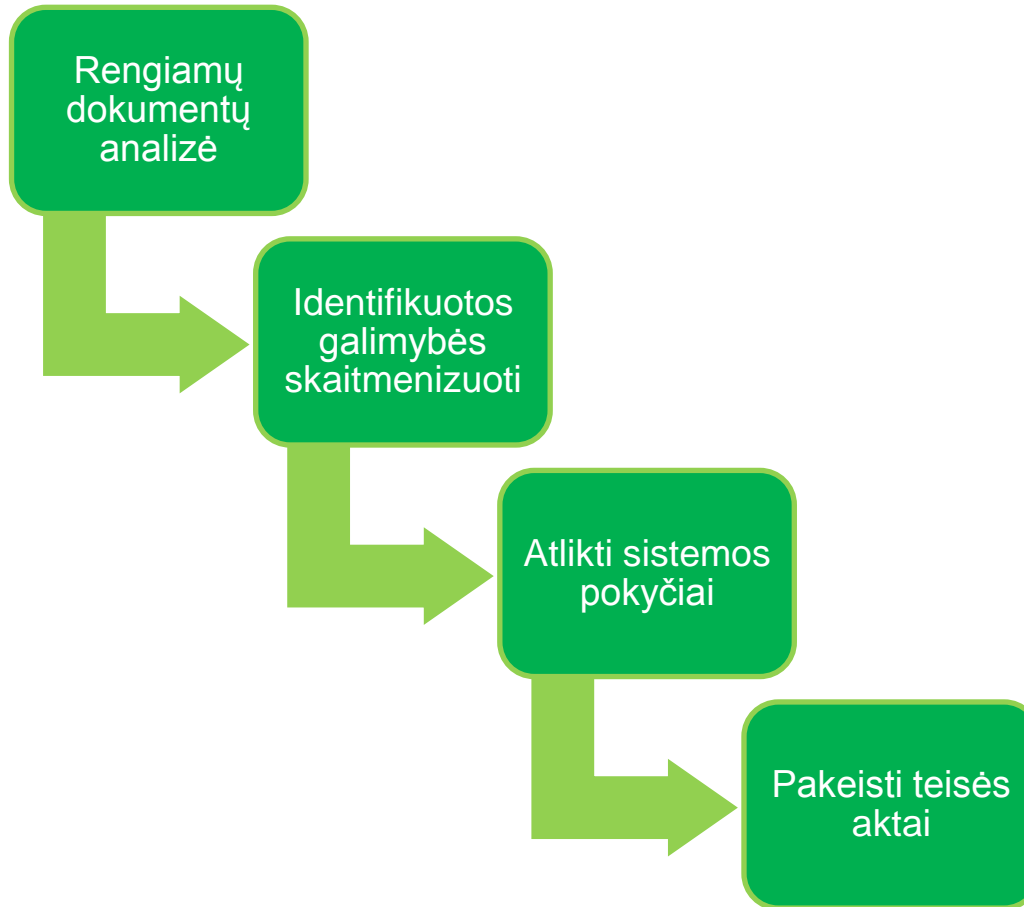 Rengiamų
dokumentų
analizė
Identifikuotos
galimybės
skaitmenizuoti
Atlikti sistemos
pokyčiai
Pakeisti teisės
aktai